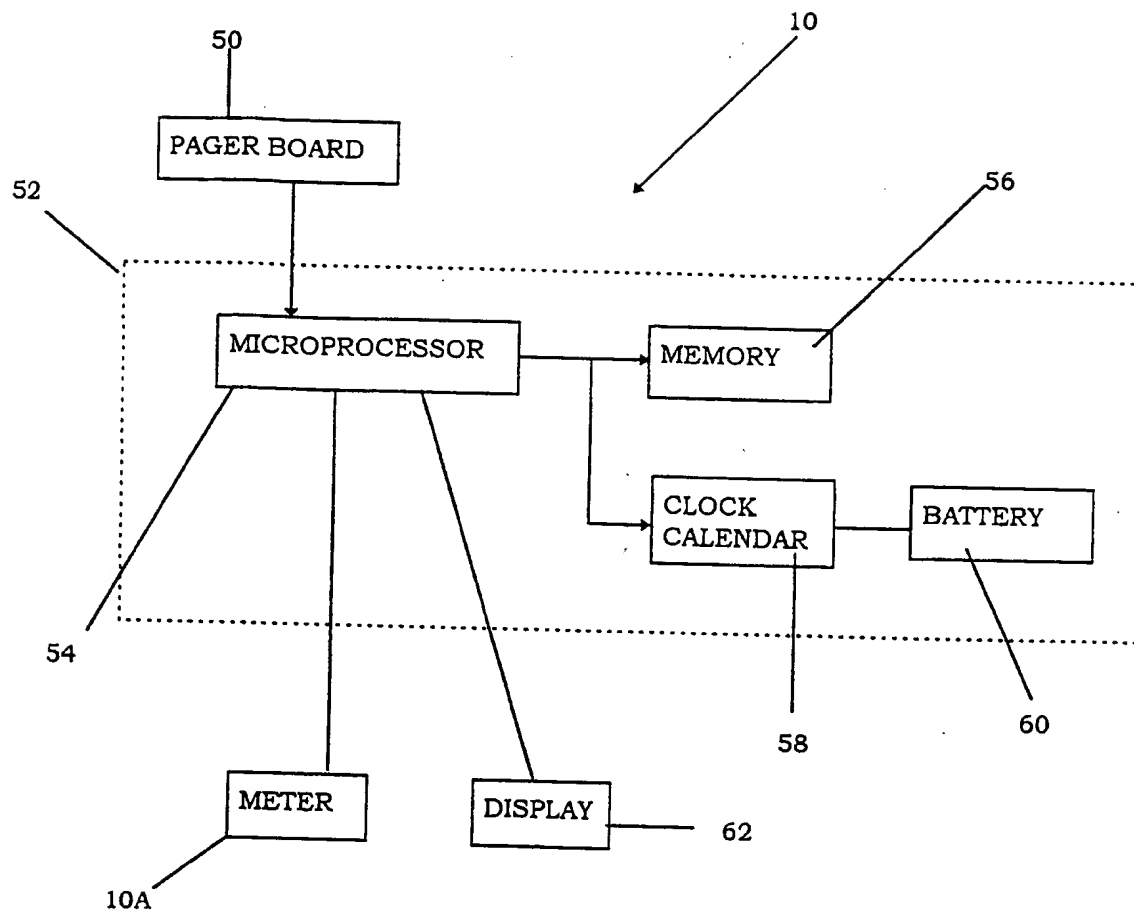 50
10
PAGER BOARD
52
56
MICROPROCESSOR
MEMORY
CLOCK
CALENDAR
BATTERY
54
58
60
METER
DISPLAY
62
10A